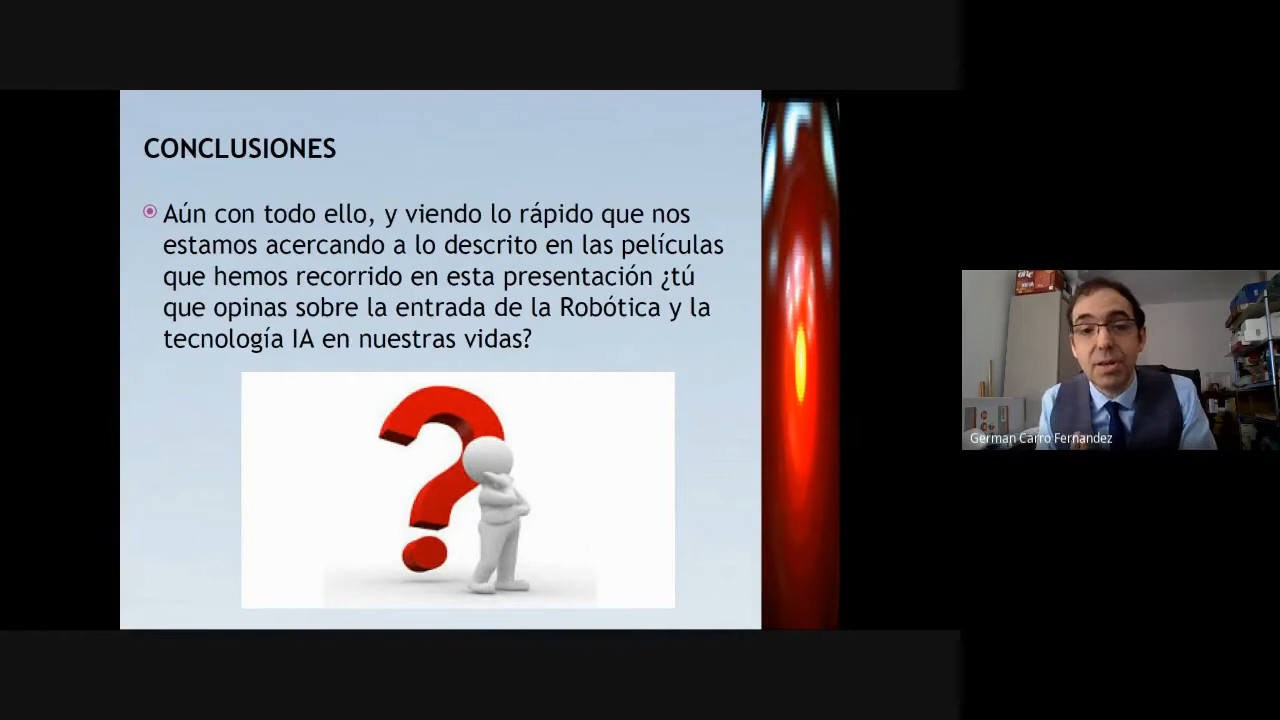 CONCLUSIONES
Aún con todo ello, y viendo lo rápido que nos
estamos acercando a lo descrito en las películas
que hemos recorrido en esta presentación ¿tú
que opinas sobre la entrada de la Robótica y la
tecnología IA en nuestras vidas?
German Carro Fernandez